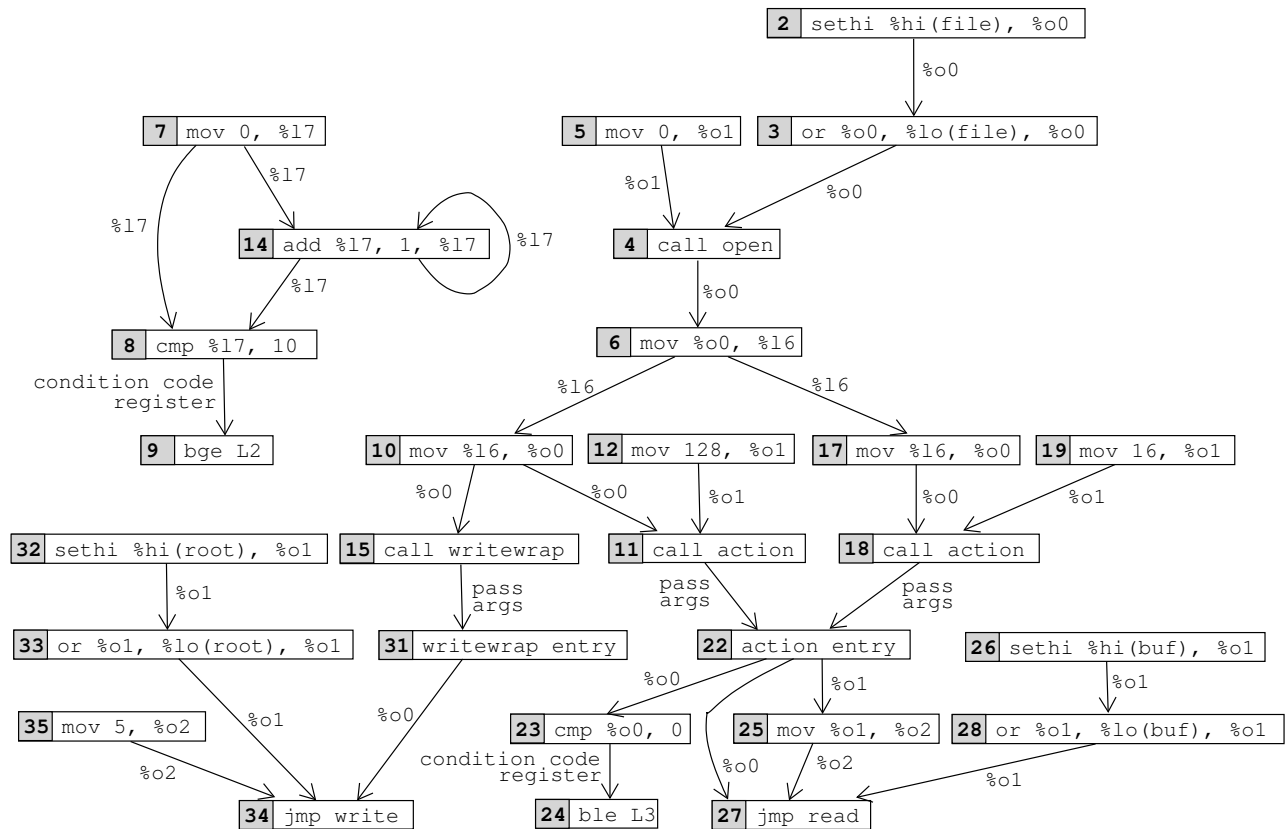 2 sethi %hi(file), %o0
%o0
7 mov 0, %l7
5 mov 0, %o1
3 or %o0, %lo(file), %o0
%l7
%o1
%o0
%l7
14 add %l7, 1, %l7
%l7
4 call open
%l7
%o0
8 cmp %l7, 10
6 mov %o0, %l6
condition code
register
%l6
%l6
9 bge L2
10 mov %l6, %o0
12 mov 128, %o1
17 mov %l6, %o0
19 mov 16, %o1
%o0
%o0
%o1
%o0
%o1
32 sethi %hi(root), %o1
15 call writewrap
11 call action
18 call action
%o1
pass
args
pass
args
pass
args
33 or %o1, %lo(root), %o1
31 writewrap entry
22 action entry
26 sethi %hi(buf), %o1
%o0
%o1
%o1
35 mov 5, %o2
%o1
%o0
23 cmp %o0, 0
25 mov %o1, %o2
28 or %o1, %lo(buf), %o1
condition code
register
%o2
%o0
%o2
%o1
34 jmp write
24 ble L3
27 jmp read